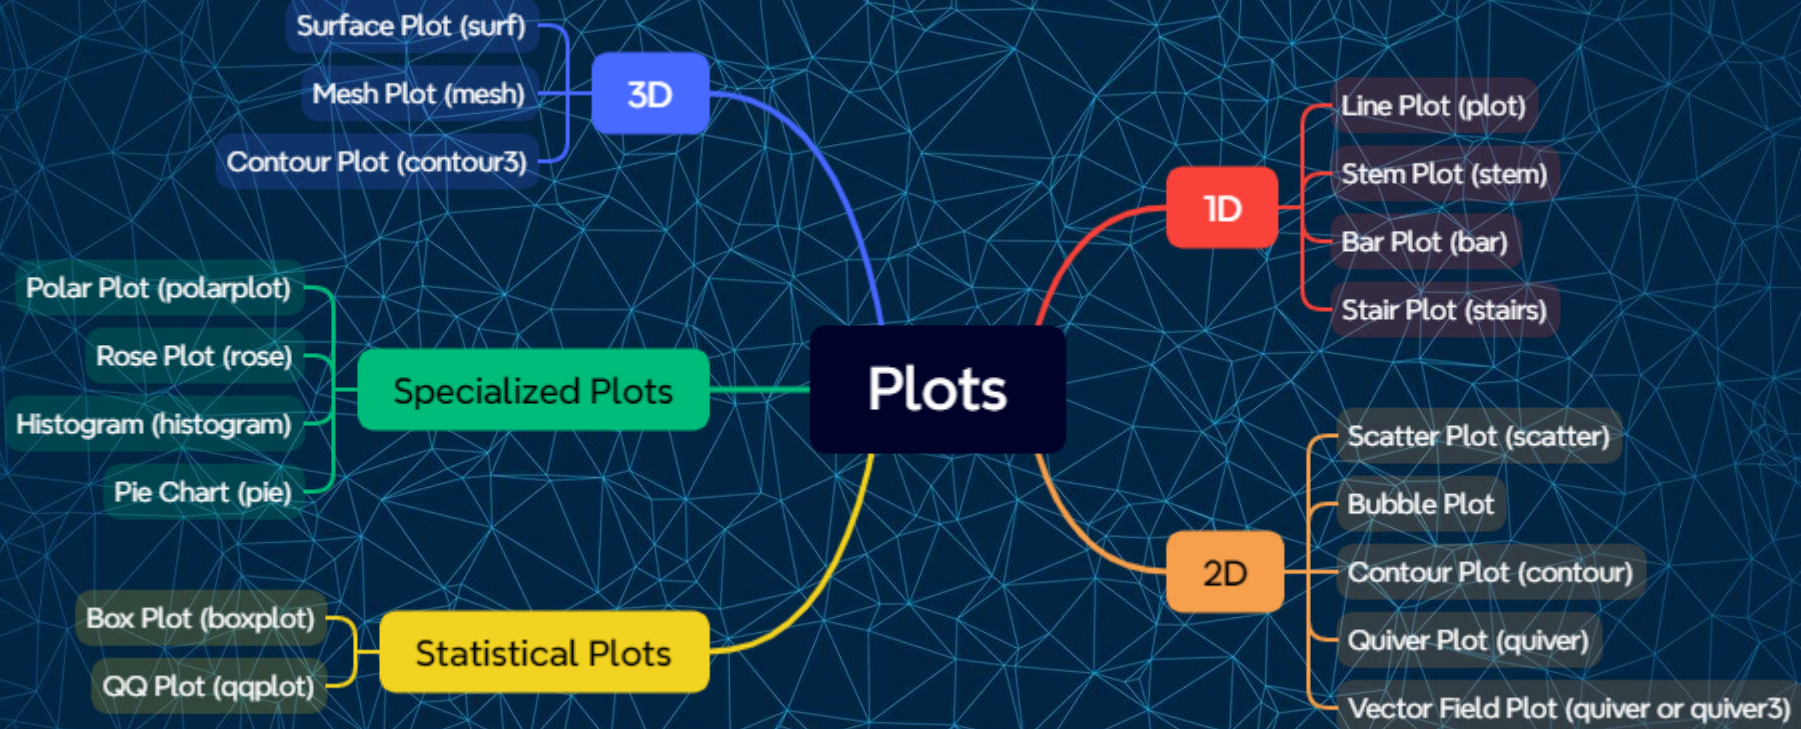 Plots
1D
Line Plot (plot)
Stem Plot (stem)
Bar Plot (bar)
Stair Plot (stairs)
2D
Scatter Plot (scatter)
Bubble Plot
Contour Plot (contour)
Quiver Plot (quiver)
Vector Field Plot (quiver or quiver3)
3D
Surface Plot (surf)
Mesh Plot (mesh)
Contour Plot (contour3)
Specialized Plots
Polar Plot (polarplot)
Rose Plot (rose)
Histogram (histogram)
Pie Chart (pie)
Statistical Plots
Box Plot (boxplot)
QQ Plot (qqplot)